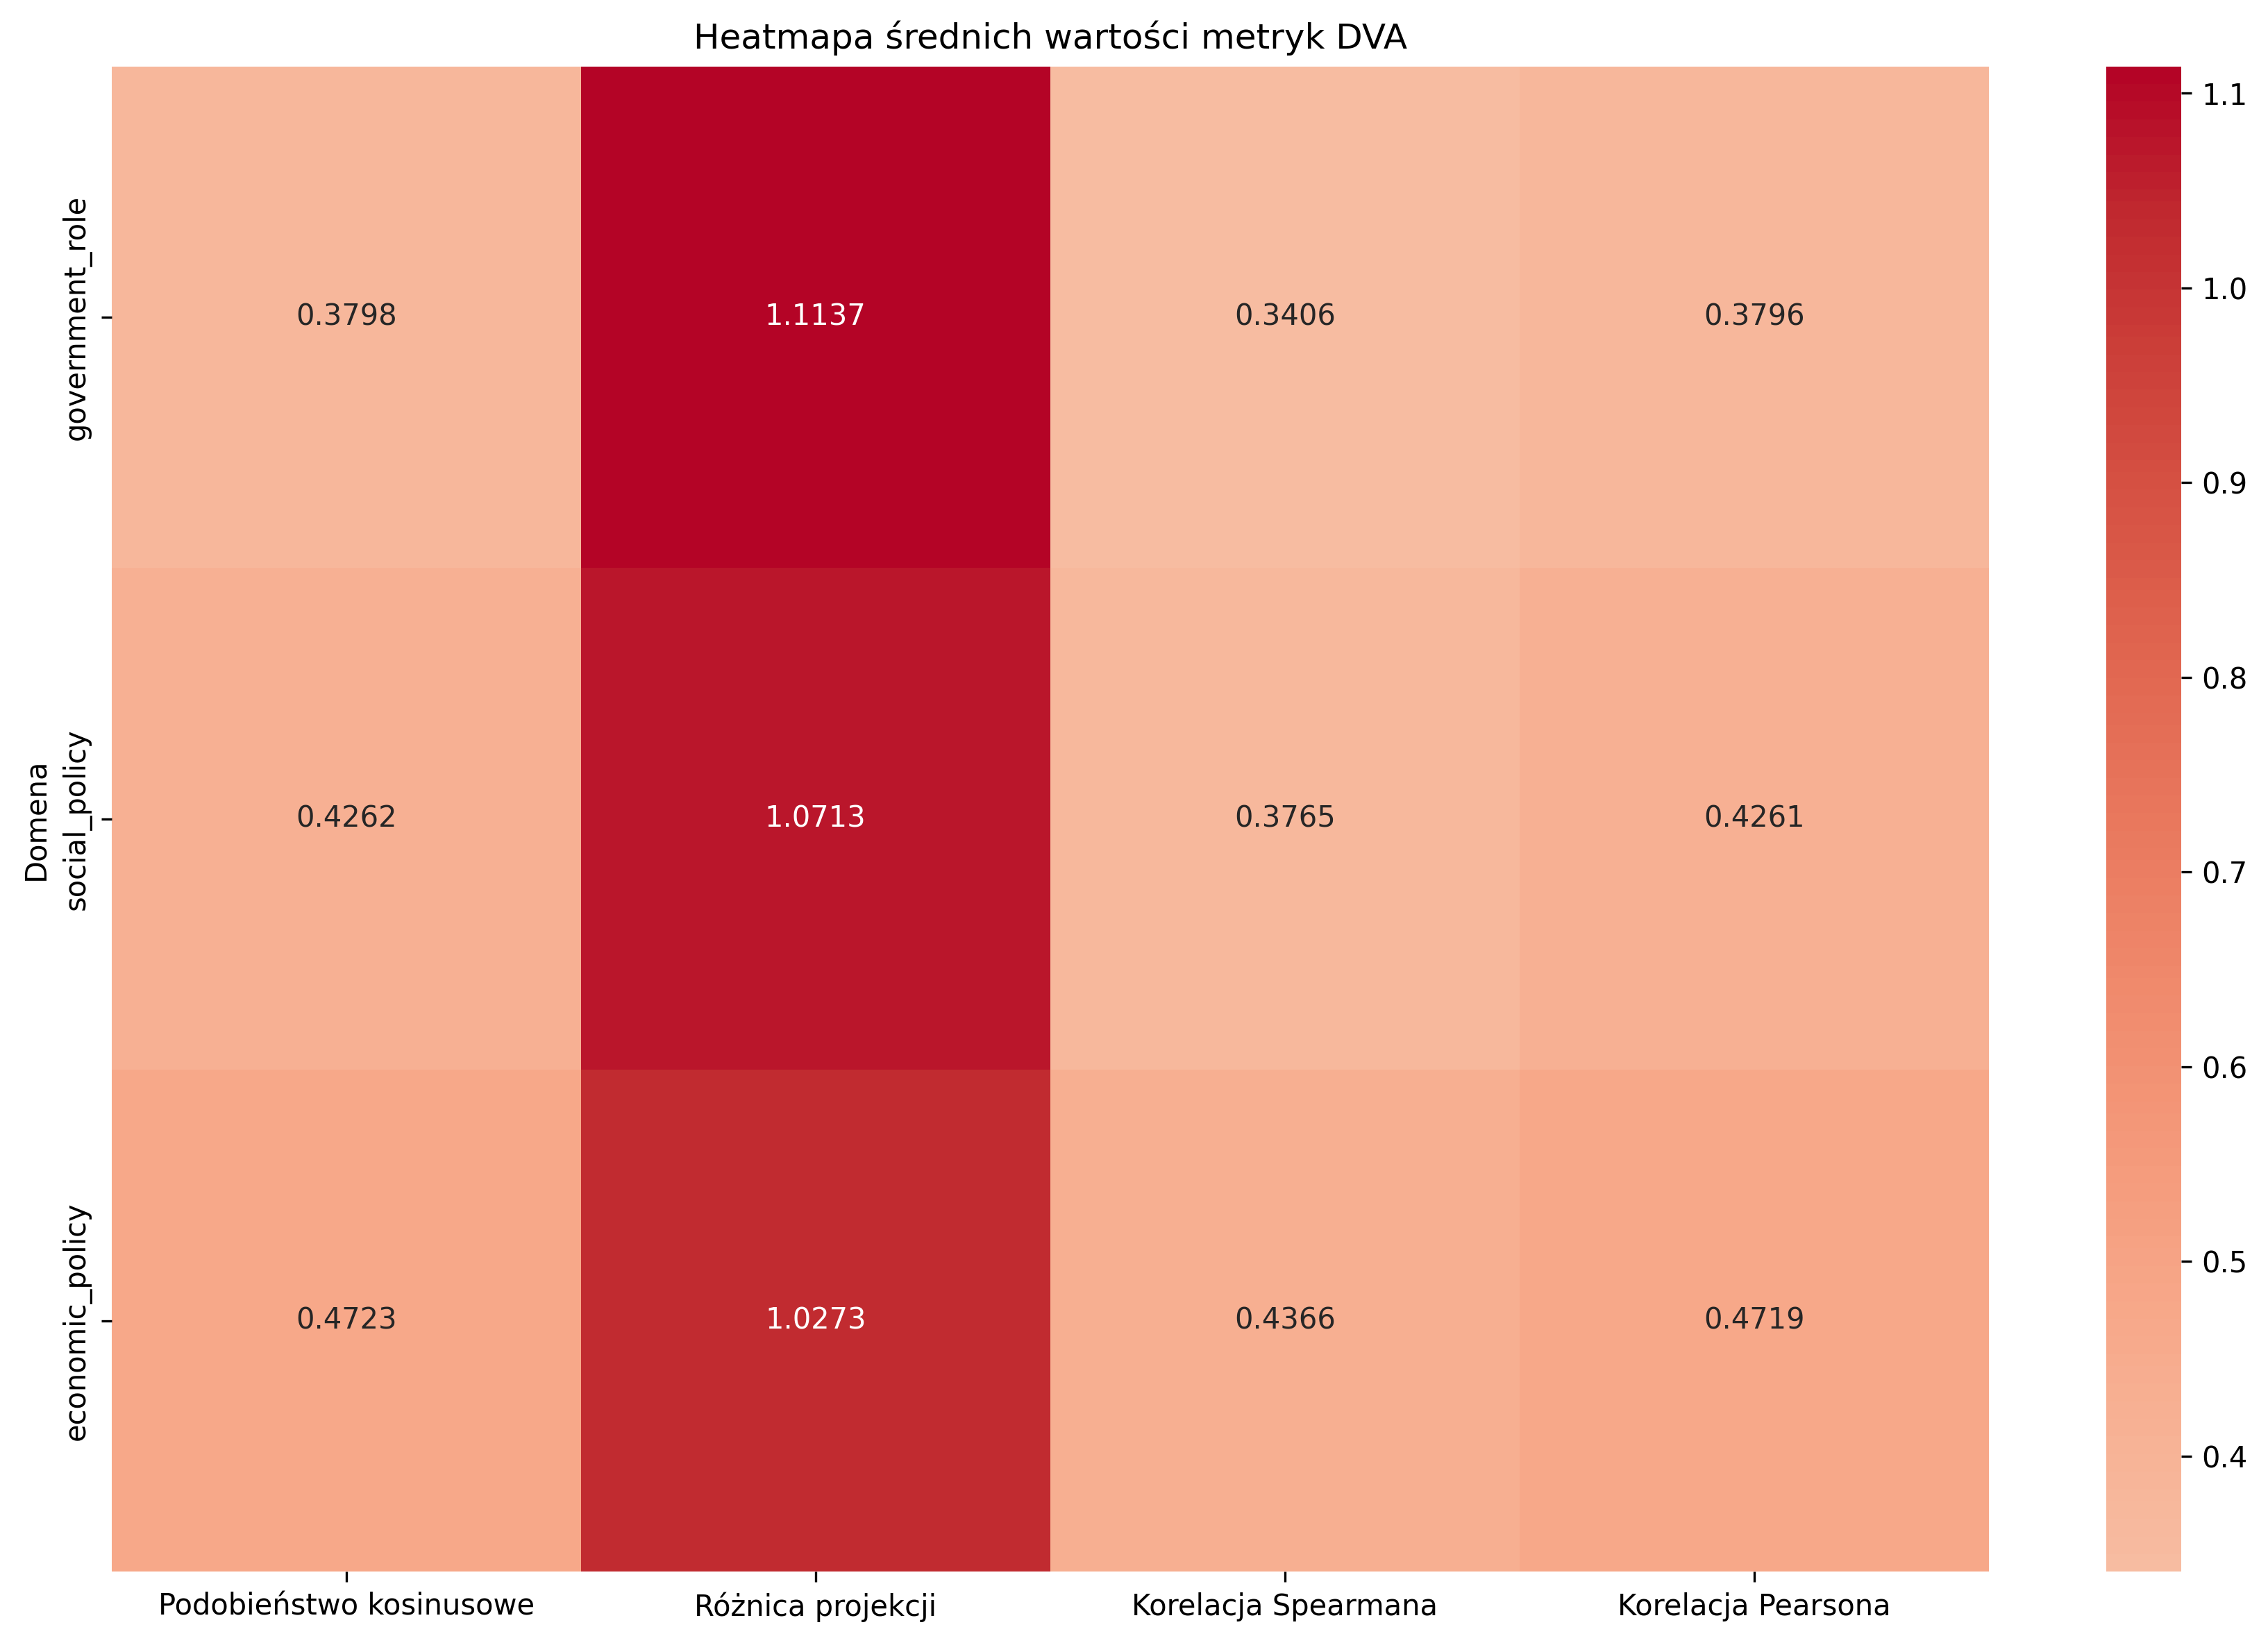 Heatmapa średnich wartości metryk DVA
Domena
government_role
0.3798 1.1137 0.3406 0.3796
social_policy
0.4262 1.0713 0.3765 0.4261
economic_policy
0.4723 1.0273 0.4366 0.4719
Podobieństwo kosinusowe Różnica projekcji Korelacja Spearmana Korelacja Pearsona
1.1
1.0
0.9
0.8
0.7
0.6
0.5
0.4